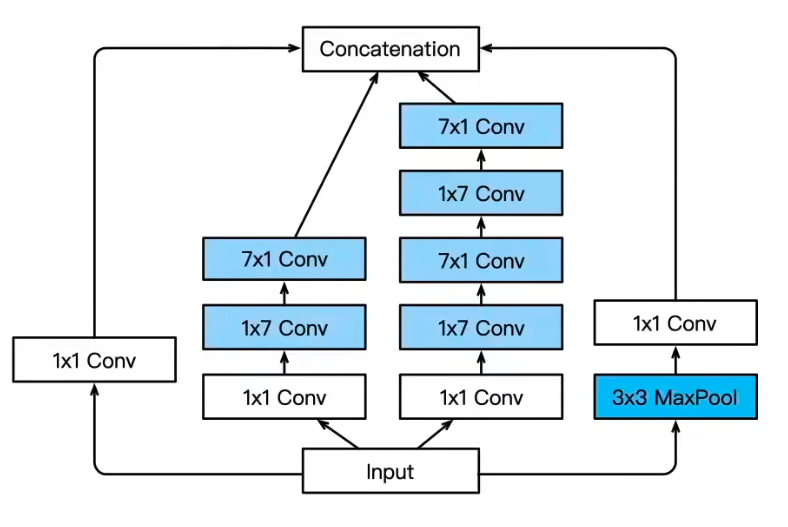 Concatenation
7x1 Conv
1x7 Conv
7x1 Conv
7x1 Conv
1x7 Conv
1x7 Conv
1x1 Conv
1x1 Conv
1x1 Conv
1x1 Conv
3x3 MaxPool
Input